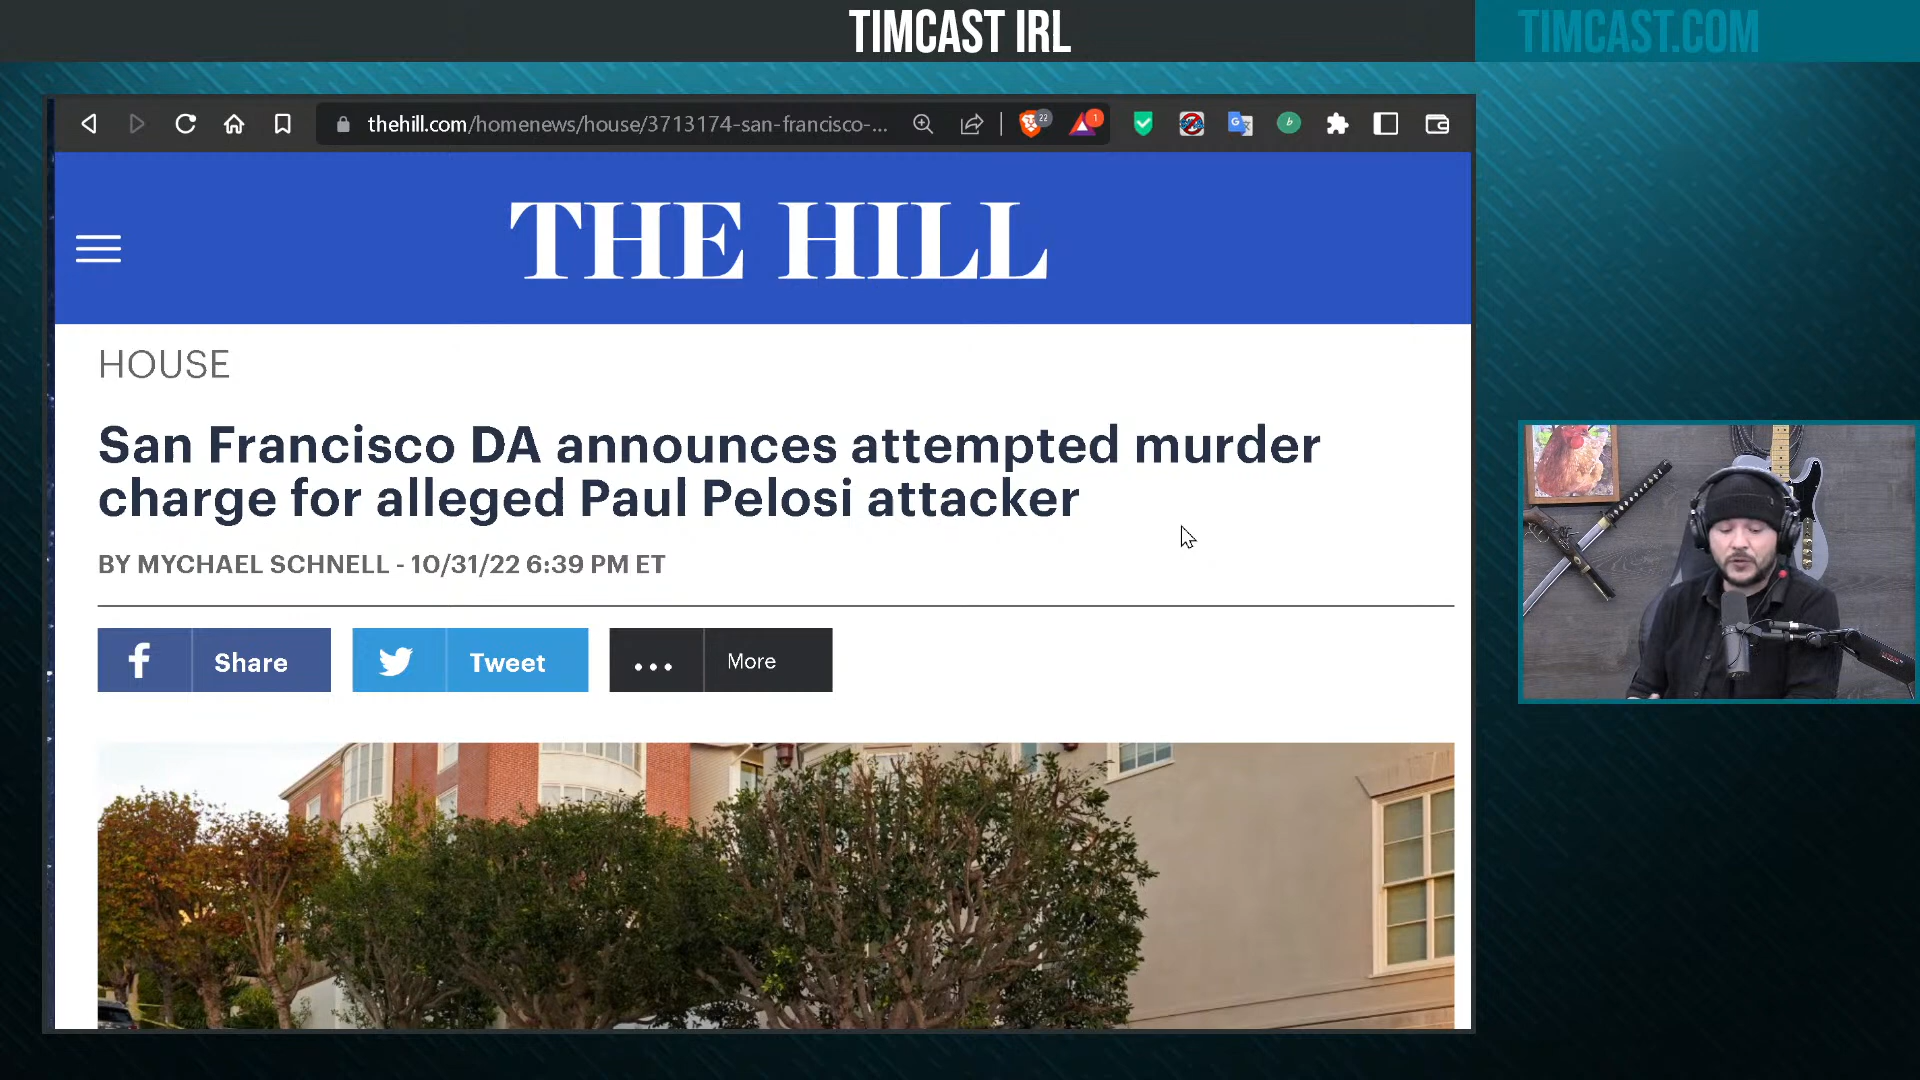 TIMCAST IRL
TIMCAST.COM
thehill.com/homenews/house/3713174-san-francisco-...
22
1
THE HILL
HOUSE
San Francisco DA announces attempted murder
charge for alleged Paul Pelosi attacker
BY MYCHAEL SCHNELL - 10/31/22 6:39 PM ET
f Share
Tweet
... More